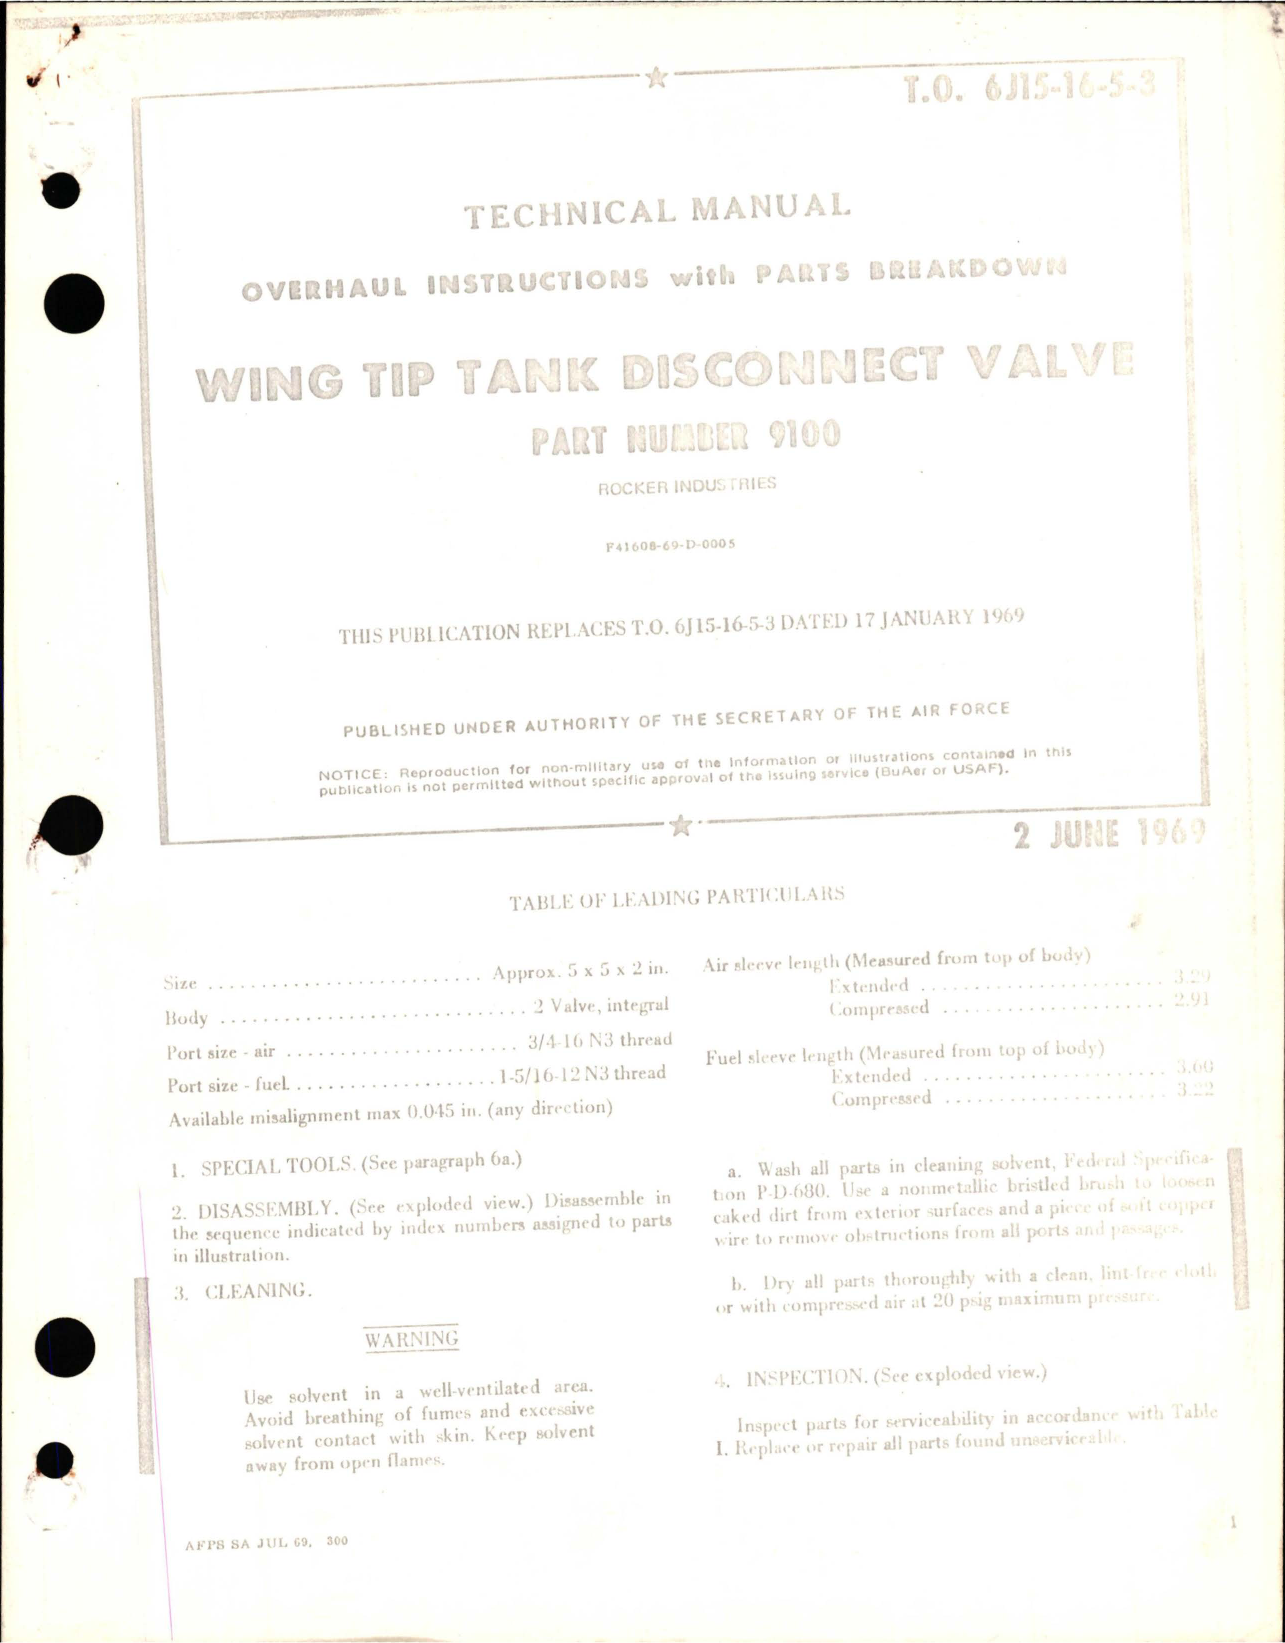 T.O. 6J15-16-5-3
TECHNICAL MANUAL
OVERHAUL INSTRUCTIONS with PARTS BREAKDOWN
WING TIP TANK DISCONNECT VALVE
PART NUMBER 9100
ROCKER INDUSTRIES
F41608-69-D-0005
THIS PUBLICATION REPLACES T.O. 6J15-16-5-3 DATED 17 JANUARY 1969
PUBLISHED UNDER AUTHORITY OF THE SECRETARY OF THE AIR FORCE
NOTICE: Reproduction for non-military use of the information or illustrations contained in this
publication is not permitted without specific approval of the issuing service (BuAer or USAF).
2 JUNE 1969
TABLE OF LEADING PARTICULARS
Size .......................... Approx. 5 x 5 x 2 in.
Body ............................. 2 Valve, integral
Port size - air ...................... 3/4-16 N3 thread
Port size - fuel ................... 1-5/16-12 N3 thread
Available misalignment max 0.045 in. (any direction)
1. SPECIAL TOOLS. (See paragraph 6a.)
2. DISASSEMBLY. (See exploded view.) Disassemble in
the sequence indicated by index numbers assigned to parts
in illustration.
3. CLEANING.
WARNING
Use solvent in a well-ventilated area.
Avoid breathing of fumes and excessive
solvent contact with skin. Keep solvent
away from open flames.
Air sleeve length (Measured from top of body)
Extended ....................... 3.29
Compressed ..................... 2.91
Fuel sleeve length (Measured from top of body)
Extended ....................... 3.60
Compressed ..................... 3.22
a. Wash all parts in cleaning solvent, Federal Specifica-
tion P-D-680. Use a nonmetallic bristled brush to loosen
caked dirt from exterior surfaces and a piece of soft copper
wire to remove obstructions from all ports and passages.
b. Dry all parts thoroughly with a clean, lint-free cloth
or with compressed air at 20 psig maximum pressure.
4. INSPECTION. (See exploded view.)
Inspect parts for serviceability in accordance with Table
I. Replace or repair all parts found unserviceable.
AFPS SA JUL 69, 300
1